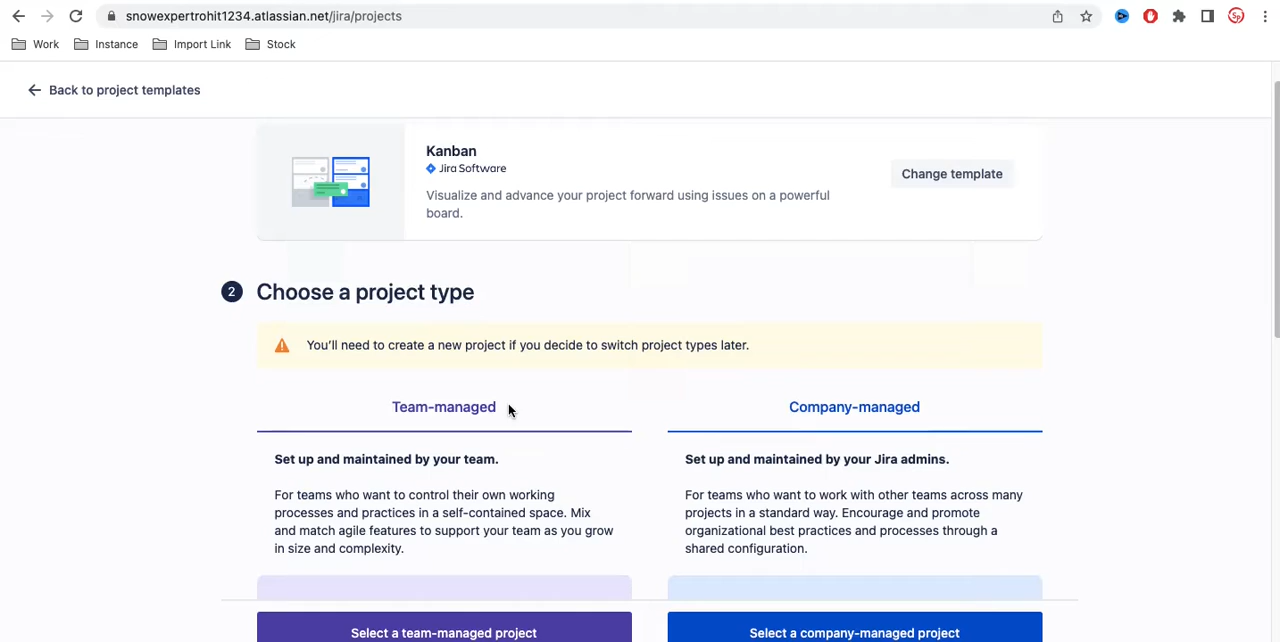 snowexpertrohit1234.atlassian.net/jira/projects
Sp
Work Instance Import Link Stock
Back to project templates
Kanban
Jira Software
Change template
Visualize and advance your project forward using issues on a powerful
board.
2 Choose a project type
You'll need to create a new project if you decide to switch project types later.
Team-managed
Set up and maintained by your team.
For teams who want to control their own working
processes and practices in a self-contained space. Mix
and match agile features to support your team as you grow
in size and complexity.
Select a team-managed project
Company-managed
Set up and maintained by your Jira admins.
For teams who want to work with other teams across many
projects in a standard way. Encourage and promote
organizational best practices and processes through a
shared configuration.
Select a company-managed project